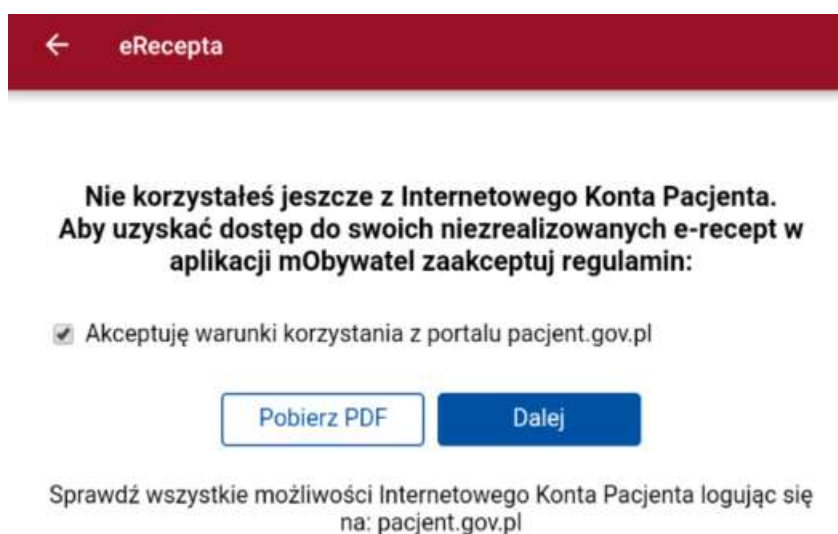 eRecepta
Nie korzystałeś jeszcze z Internetowego Konta Pacjenta.
Aby uzyskać dostęp do swoich niezrealizowanych e-recept w
aplikacji mObywatel zaakceptuj regulamin:
Akceptuję warunki korzystania z portalu pacjent.gov.pl
Pobierz PDF
Dalej
Sprawdź wszystkie możliwości Internetowego Konta Pacjenta logując się
na: pacjent.gov.pl